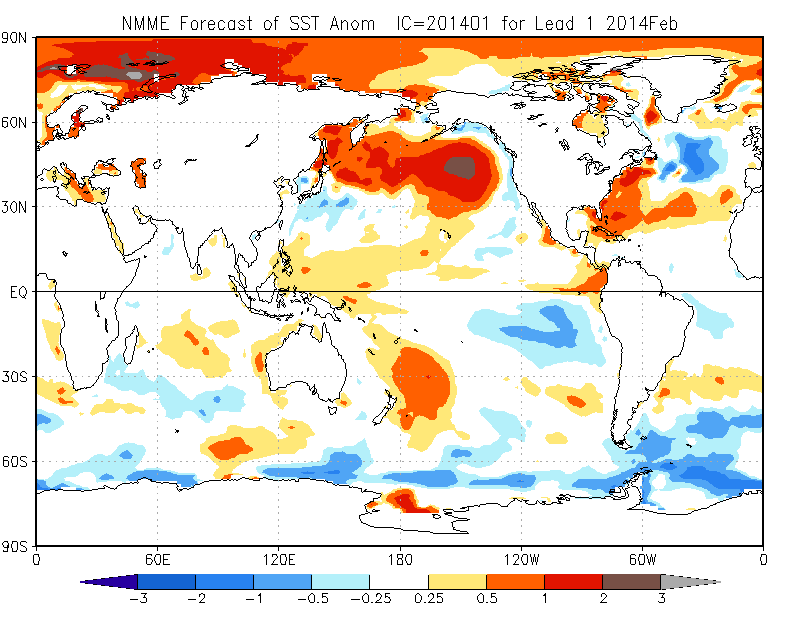 NMME Forecast of SST Anom  IC=201401 for Lead 1 2014Feb
90N
60N
30N
EQ
30S
60S
90S
0 60E 120E 180 120W 60W 0
-3 -2 -1 -0.5 -0.25 0.25 0.5 1 2 3